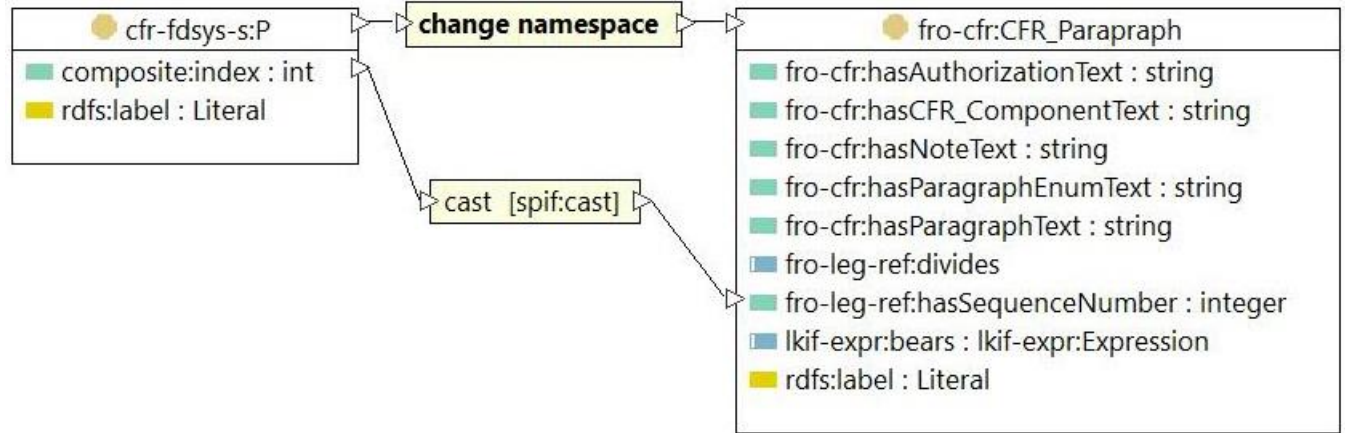 cfr-fdsys-s:P
composite:index : int
rdfs:label : Literal
change namespace
cast [spif:cast]
fro-cfr:CFR_Parapraph
fro-cfr:hasAuthorizationText : string
fro-cfr:hasCFR_ComponentText : string
fro-cfr:hasNoteText : string
fro-cfr:hasParagraphEnumText : string
fro-cfr:hasParagraphText : string
fro-leg-ref:divides
fro-leg-ref:hasSequenceNumber : integer
lkif-expr:bears : lkif-expr:Expression
rdfs:label : Literal